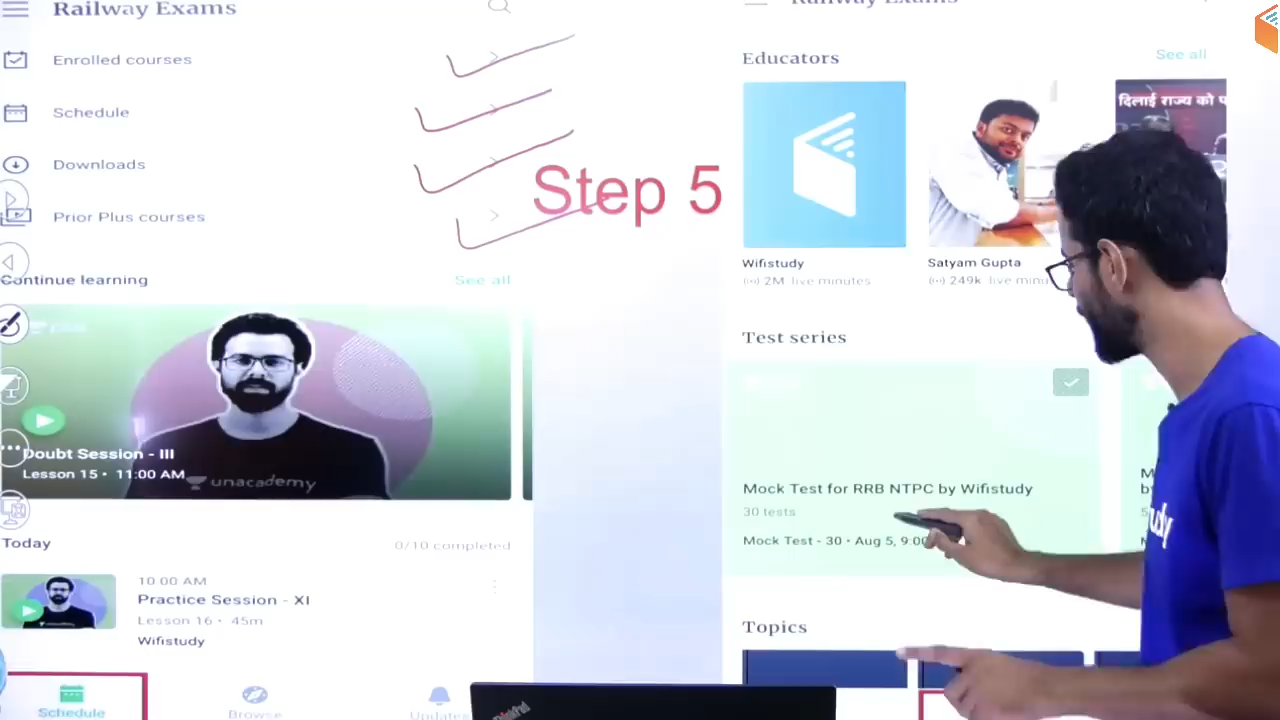 Railway Exams
Enrolled courses
Schedule
Downloads
Prior Plus courses
Continue learning
See all
Doubt Session - III
Lesson 15 • 11:00 AM
unacademy
Today
0/10 completed
10 00 AM
Practice Session - XI
Lesson 16 • 45m
Wifistudy
Schedule
Browse
Updates
Step 5
Railway Exams
Educators
See all
दिलाई राज्य को
Wifistudy
2M live minutes
Satyam Gupta
249k live minu
Test series
Mock Test for RRB NTPC by Wifistudy
30 tests
Mock Test - 30 • Aug 5, 9:00
Topics
ThinkPad